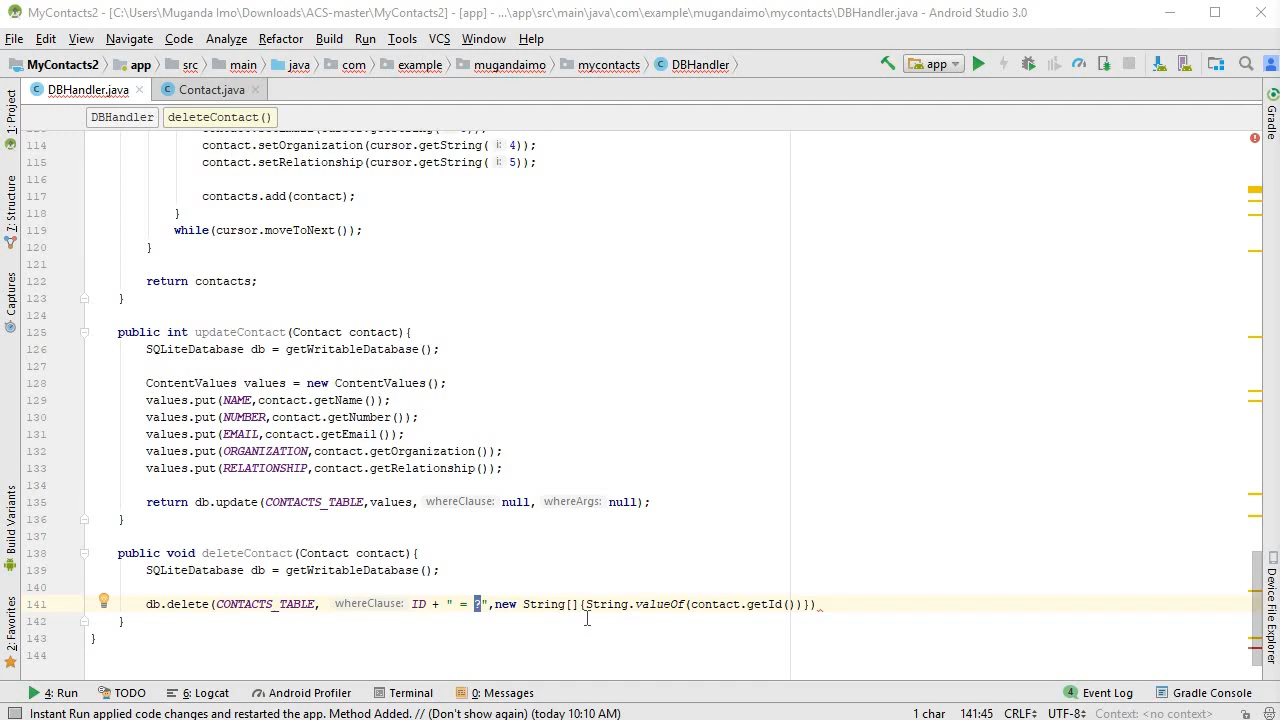 MyContacts2 - [C:\Users\Muganda Imo\Downloads\ACS-master\MyContacts2] - [app] - ...\app\src\main\java\com\example\mugandaimo\mycontacts\DBHandler.java - Android Studio 3.0
File Edit View Navigate Code Analyze Refactor Build Run Tools VCS Window Help
MyContacts2 app src main java com example mugandaimo mycontacts DBHandler app
DBHandler.java Contact.java
DBHandler deleteContact()
1: Project
7: Structure
Captures
Build Variants
2: Favorites
114 contact.setOrganization(cursor.getString( i: 4));
115 contact.setRelationship(cursor.getString( i: 5));
116
117 contacts.add(contact);
118 }
119 while(cursor.moveToNext());
120 }
121
122 return contacts;
123 }
124
125 public int updateContact(Contact contact){
126 SQLiteDatabase db = getWritableDatabase();
127
128 ContentValues values = new ContentValues();
129 values.put(NAME,contact.getName());
130 values.put(NUMBER,contact.getNumber());
131 values.put(EMAIL,contact.getEmail());
132 values.put(ORGANIZATION,contact.getOrganization());
133 values.put(RELATIONSHIP,contact.getRelationship());
134
135 return db.update(CONTACTS_TABLE,values, whereClause: null, whereArgs: null);
136 }
137
138 public void deleteContact(Contact contact){
139 SQLiteDatabase db = getWritableDatabase();
140
141 db.delete(CONTACTS_TABLE, whereClause: ID + " = ?",new String[]{String.valueOf(contact.getId())})
142 }
143 }
144
Gradle
Device File Explorer
4: Run TODO 6: Logcat Android Profiler Terminal 0: Messages 4 Event Log Gradle Console
Instant Run applied code changes and restarted the app. Method Added. // (Don't show again) (today 10:10 AM) 1 char 141:45 CRLF UTF-8 Context: <no context>